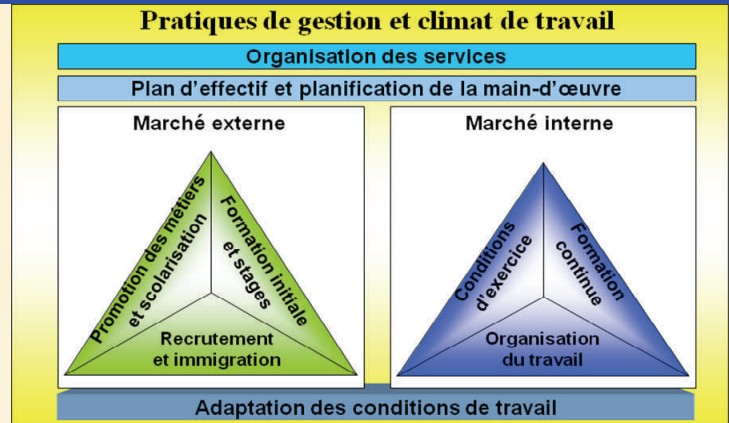 Pratiques de gestion et climat de travail
Organisation des services
Plan d'effectif et planification de la main-d'œuvre
Marché externe
Promotion des métiers
et scolarisation
Formation initiale
et stages
Recrutement
et immigration
Marché interne
Conditions
d'exercice
Formation
continue
Organisation
du travail
Adaptation des conditions de travail